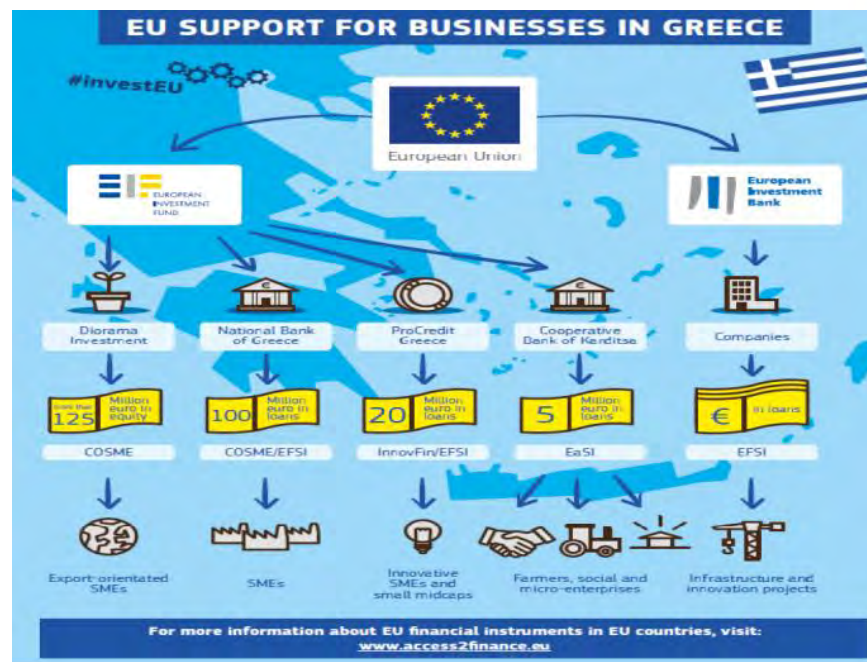 EU SUPPORT FOR BUSINESSES IN GREECE
#investEU
European Union
EUROPEAN
INVESTMENT
FUND
European
Investment
Bank
Diorama
Investment
National Bank
of Greece
ProCredit
Greece
Cooperative
Bank of Karditsa
Companies
more than
125
Million
euro in
equity
100
Million
euro in
loans
20
Million
euro in
loans
5
Million
euro in
loans
€
in loans
COSME
COSME/EFSI
InnovFin/EFSI
EaSI
EFSI
Export-orientated
SMEs
SMEs
Innovative
SMEs and
small midcaps
Farmers, social and
micro-enterprises
Infrastructure and
innovation projects
For more information about EU financial instruments in EU countries, visit:
www.access2finance.eu